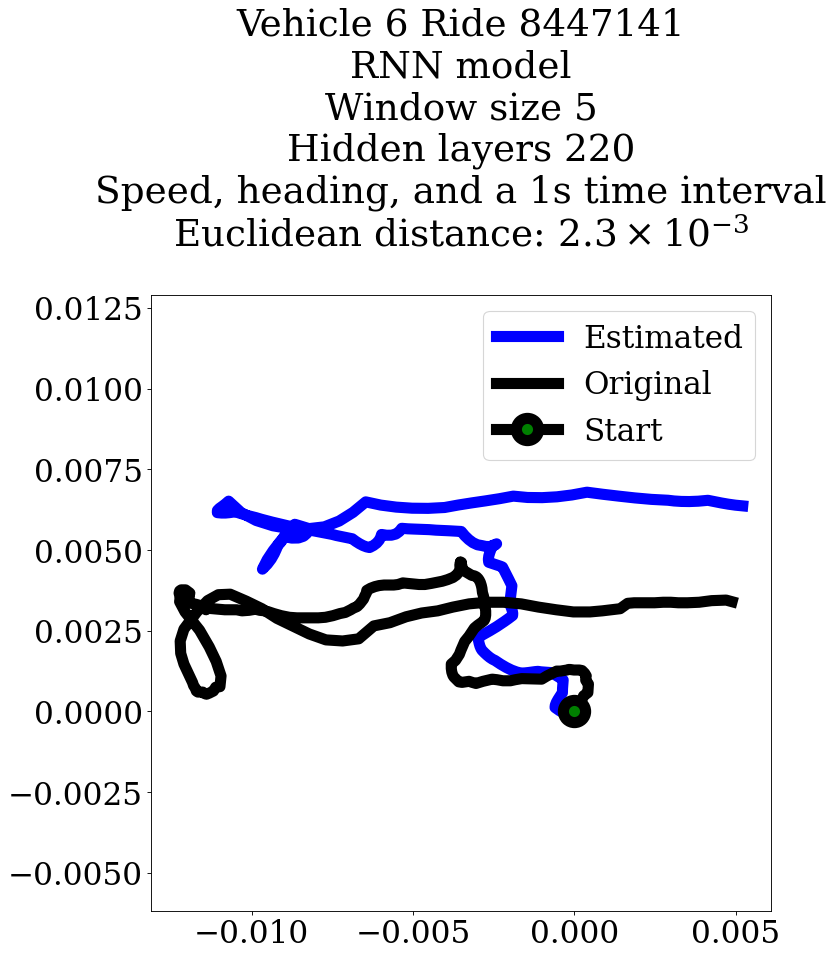 Vehicle 6 Ride 8447141
RNN model
Window size 5
Hidden layers 220
Speed, heading, and a 1s time interval
Euclidean distance: 2.3 × 10⁻³
0.0125
0.0100
0.0075
0.0050
0.0025
0.0000
−0.0025
−0.0050
Estimated
Original
Start
−0.010 −0.005 0.000 0.005